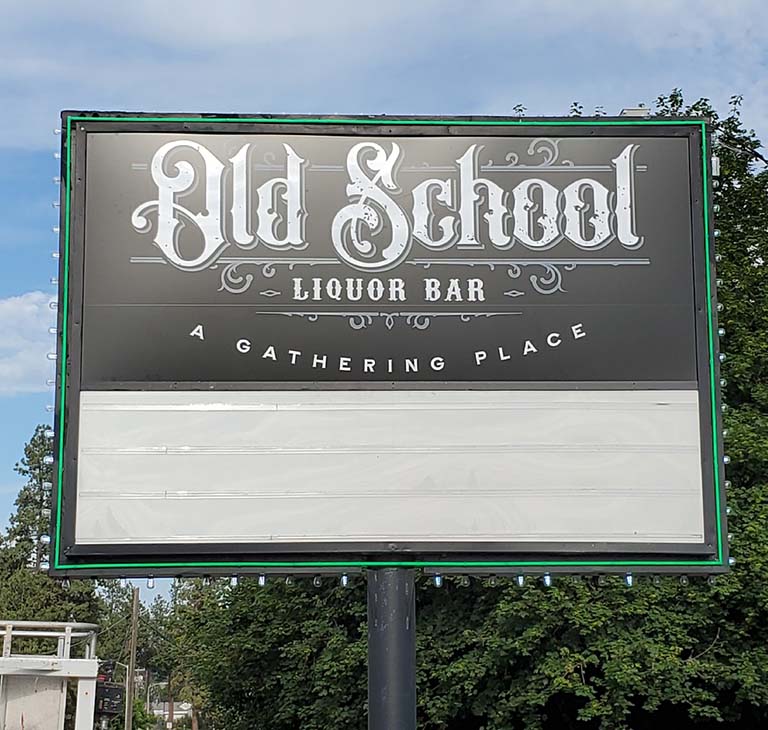 Old School
LIQUOR BAR
A GATHERING PLACE